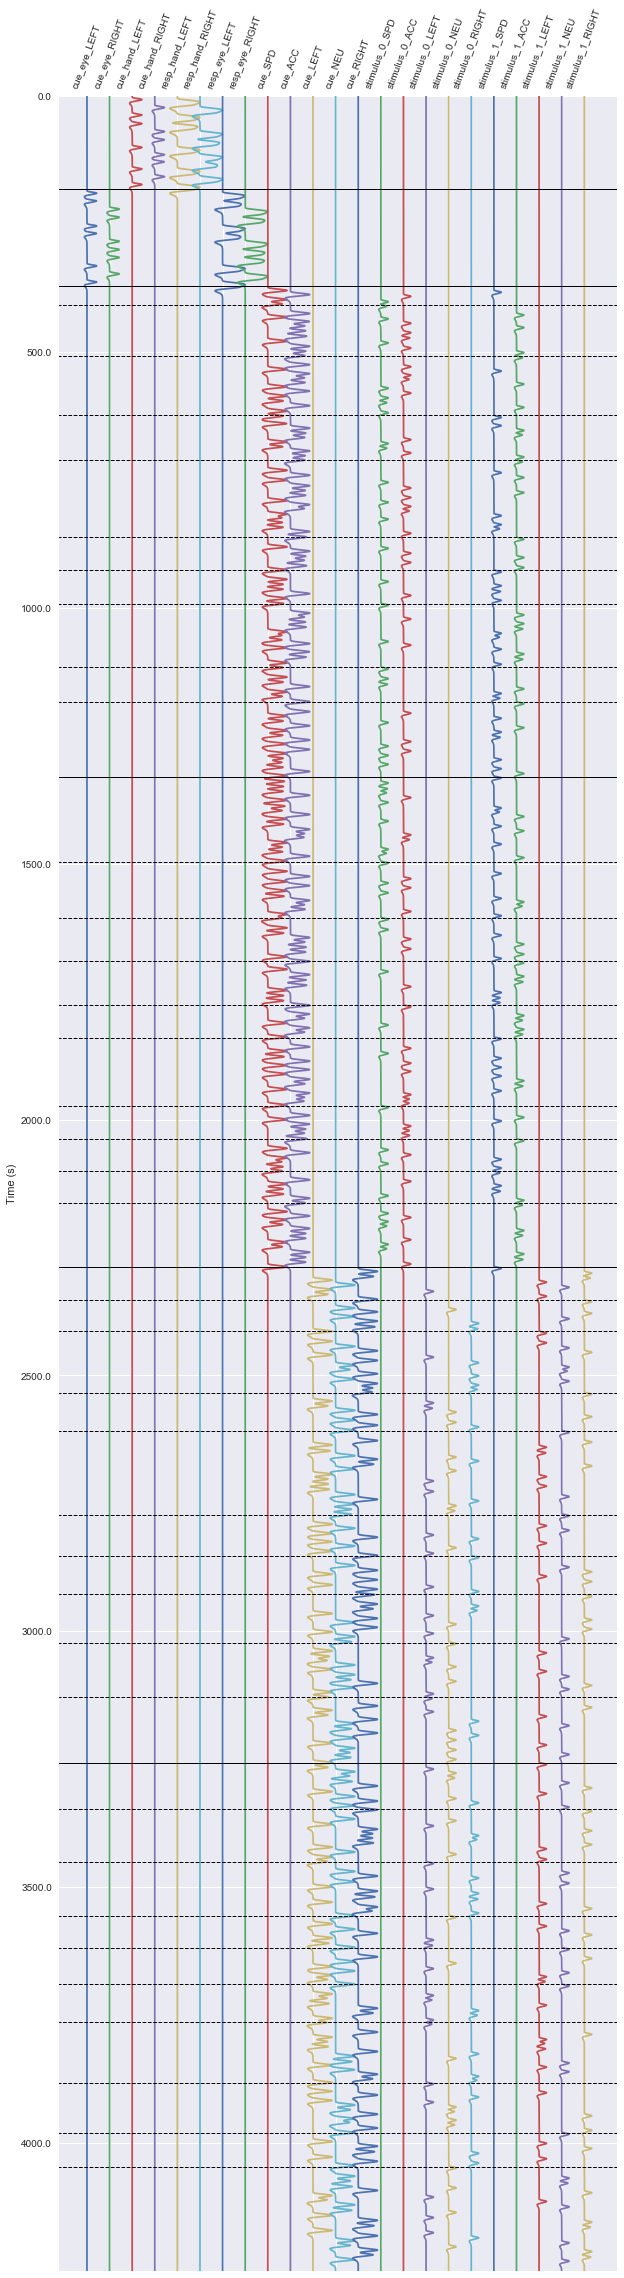 cue_eye_LEFT
cue_eye_RIGHT
cue_hand_LEFT
cue_hand_RIGHT
resp_hand_LEFT
resp_hand_RIGHT
resp_eye_LEFT
resp_eye_RIGHT
cue_SPD
cue_ACC
cue_LEFT
cue_NEU
cue_RIGHT
stimulus_0_SPD
stimulus_0_ACC
stimulus_0_LEFT
stimulus_0_NEU
stimulus_0_RIGHT
stimulus_1_SPD
stimulus_1_ACC
stimulus_1_LEFT
stimulus_1_NEU
stimulus_1_RIGHT
0.0
500.0
1000.0
1500.0
2000.0
Time (s)
2500.0
3000.0
3500.0
4000.0